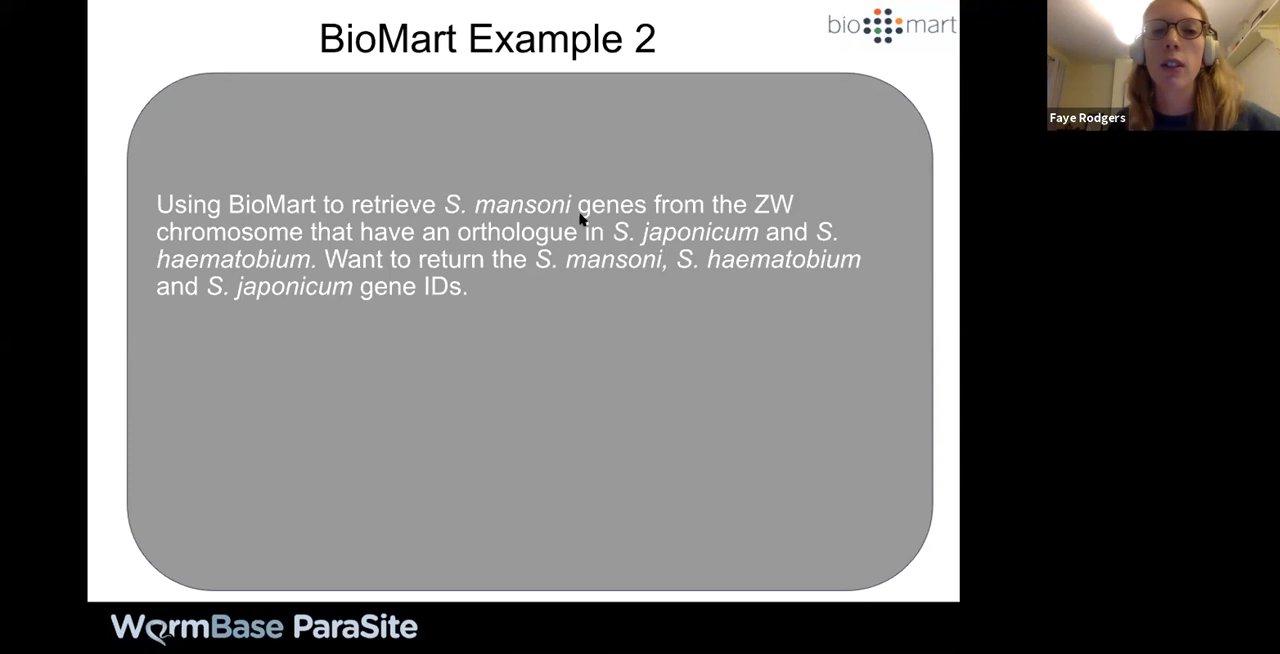 BioMart Example 2
bio mart
Faye Rodgers
Using BioMart to retrieve S. mansoni genes from the ZW
chromosome that have an orthologue in S. japonicum and S.
haematobium. Want to return the S. mansoni, S. haematobium
and S. japonicum gene IDs.
WormBase ParaSite